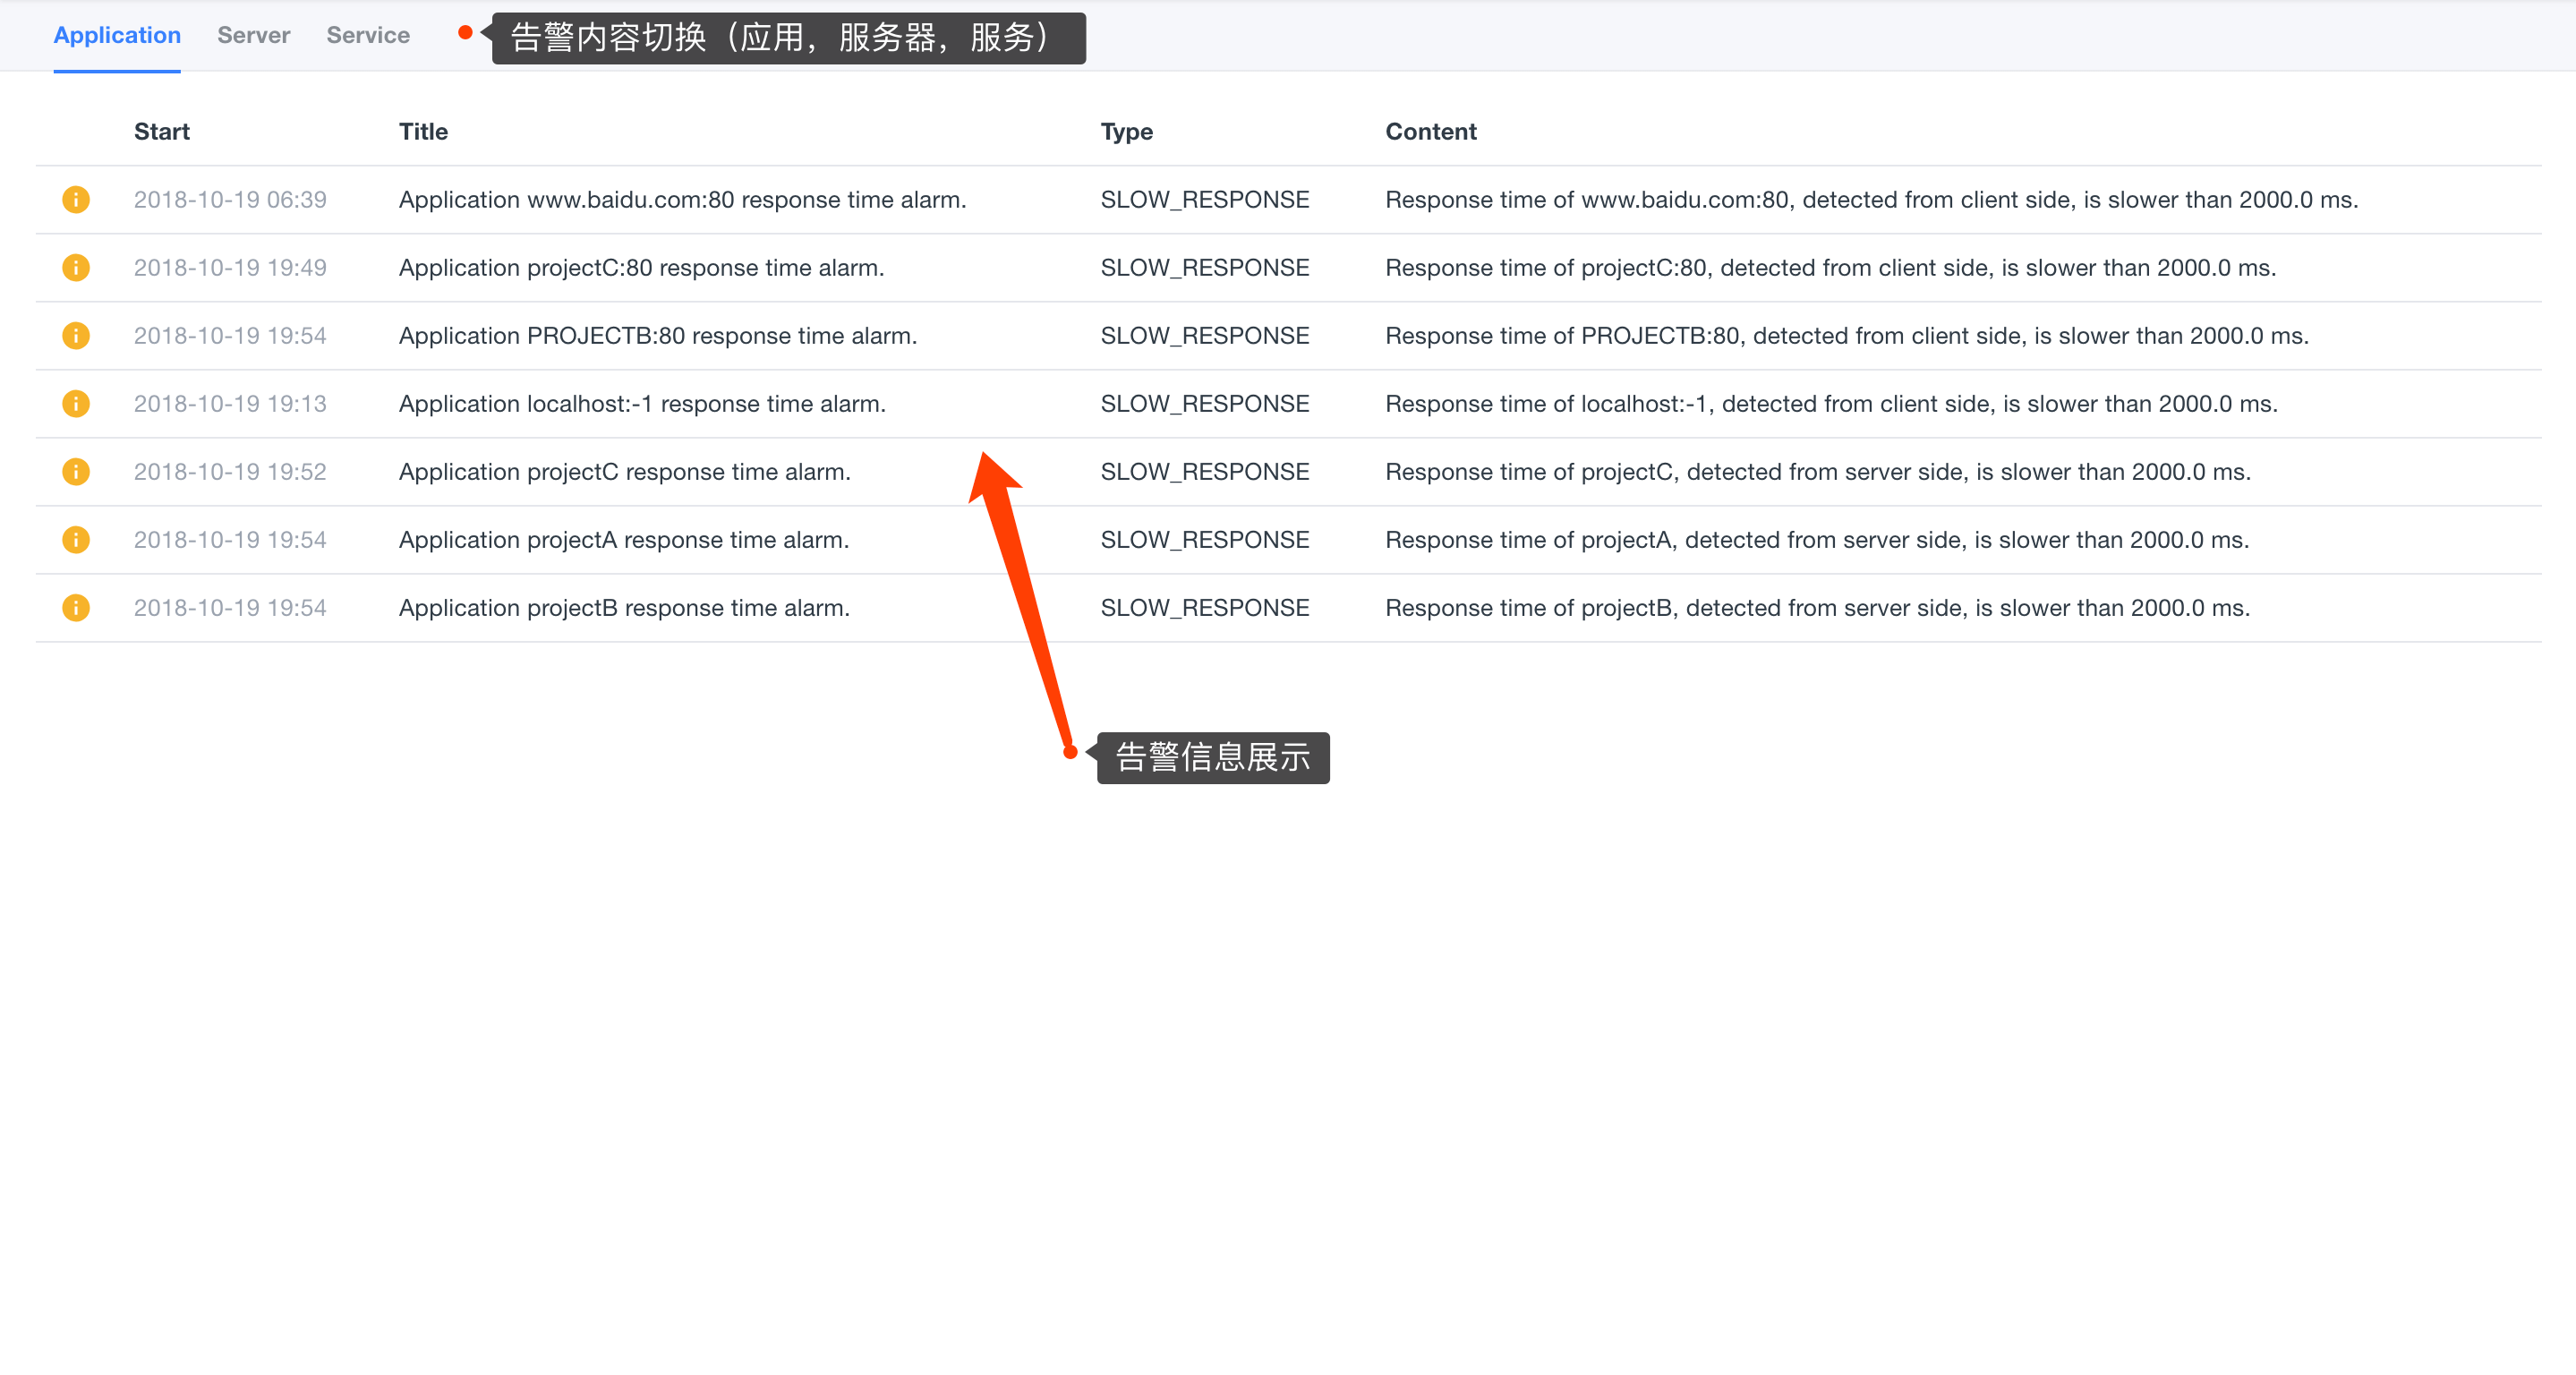 Application Server Service 告警内容切换（应用，服务器，服务）
Start Title Type Content
2018-10-19 06:39 Application www.baidu.com:80 response time alarm. SLOW_RESPONSE Response time of www.baidu.com:80, detected from client side, is slower than 2000.0 ms.
2018-10-19 19:49 Application projectC:80 response time alarm. SLOW_RESPONSE Response time of projectC:80, detected from client side, is slower than 2000.0 ms.
2018-10-19 19:54 Application PROJECTB:80 response time alarm. SLOW_RESPONSE Response time of PROJECTB:80, detected from client side, is slower than 2000.0 ms.
2018-10-19 19:13 Application localhost:-1 response time alarm. SLOW_RESPONSE Response time of localhost:-1, detected from client side, is slower than 2000.0 ms.
2018-10-19 19:52 Application projectC response time alarm. SLOW_RESPONSE Response time of projectC, detected from server side, is slower than 2000.0 ms.
2018-10-19 19:54 Application projectA response time alarm. SLOW_RESPONSE Response time of projectA, detected from server side, is slower than 2000.0 ms.
2018-10-19 19:54 Application projectB response time alarm. SLOW_RESPONSE Response time of projectB, detected from server side, is slower than 2000.0 ms.
告警信息展示